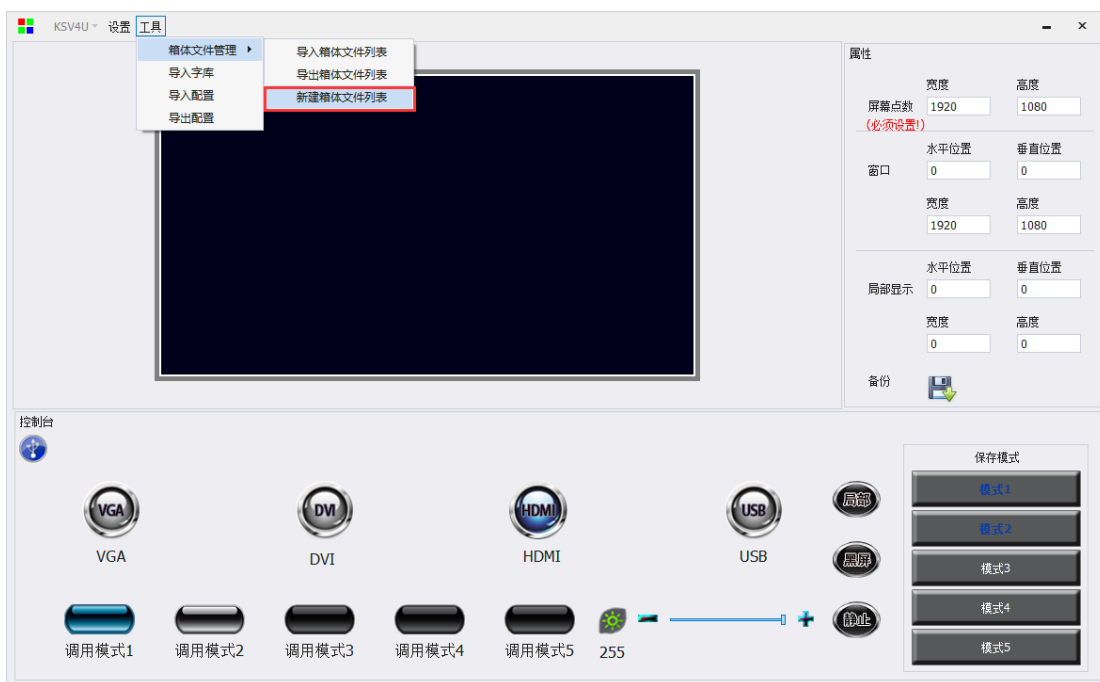 KSV4U 设置 工具
箱体文件管理
导入字库
导入配置
导出配置
导入箱体文件列表
导出箱体文件列表
新建箱体文件列表
属性
宽度 高度
屏幕点数 1920 1080
(必须设置!)
水平位置 垂直位置
窗口 0 0
宽度 高度
1920 1080
水平位置 垂直位置
局部显示 0 0
宽度 高度
0 0
备份
控制台
VGA DVI HDMI USB
VGA DVI HDMI USB
局部
黑屏
静止
调用模式1 调用模式2 调用模式3 调用模式4 调用模式5 255
保存模式
模式1
模式2
模式3
模式4
模式5